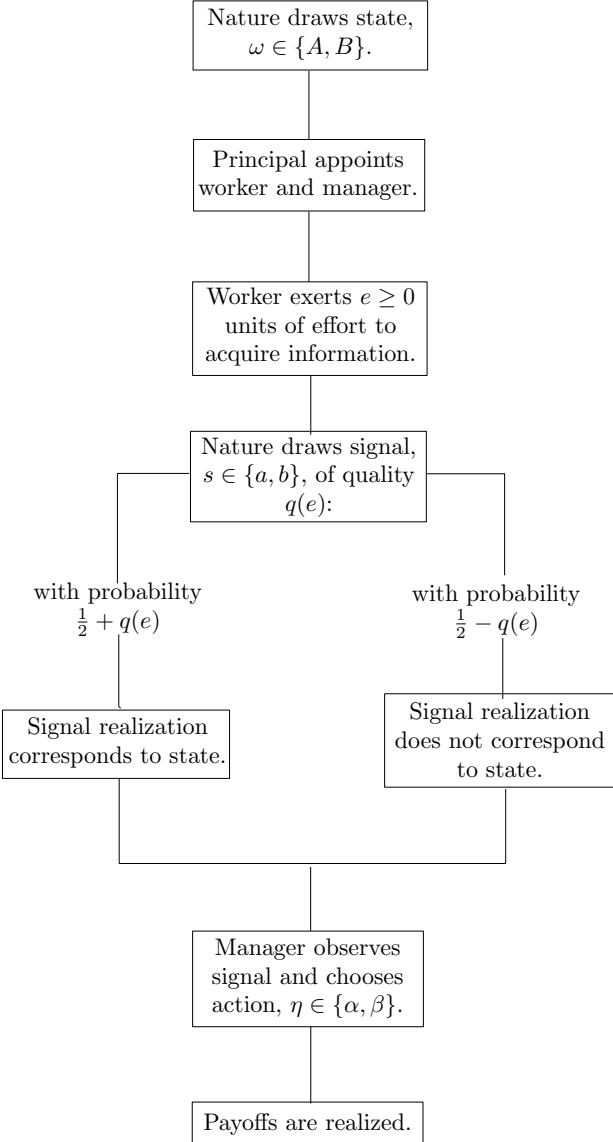 Nature draws state,
ω ∈ {A, B}.
Principal appoints
worker and manager.
Worker exerts e ≥ 0
units of effort to
acquire information.
Nature draws signal,
s ∈ {a, b}, of quality
q(e):
with probability
1/2 + q(e)
with probability
1/2 − q(e)
Signal realization
corresponds to state.
Signal realization
does not correspond
to state.
Manager observes
signal and chooses
action, η ∈ {α, β}.
Payoffs are realized.